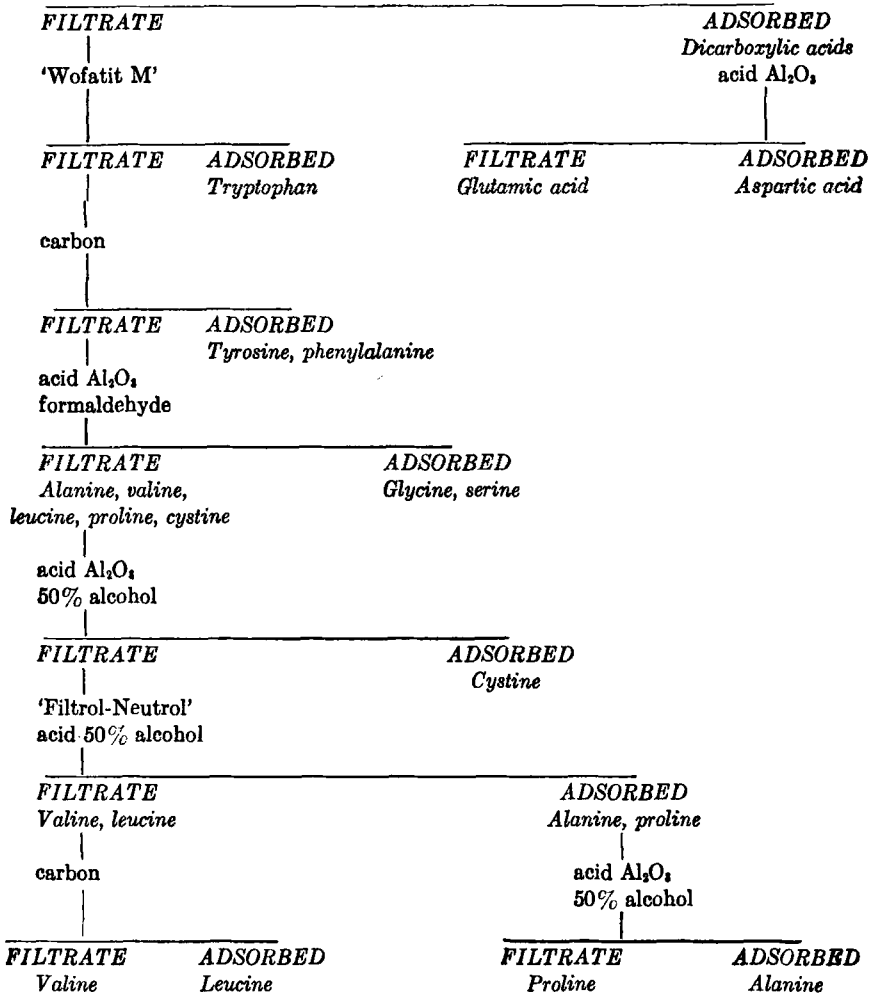 FILTRATE ADSORBED
Dicarboxylic acids
'Wofatit M' acid Al₂O₃
FILTRATE ADSORBED FILTRATE ADSORBED
Tryptophan Glutamic acid Aspartic acid
carbon
FILTRATE ADSORBED
Tyrosine, phenylalanine
acid Al₂O₃
formaldehyde
FILTRATE ADSORBED
Alanine, valine, Glycine, serine
leucine, proline, cystine
acid Al₂O₃
50% alcohol
FILTRATE ADSORBED
Cystine
'Filtrol-Neutrol'
acid 50% alcohol
FILTRATE ADSORBED
Valine, leucine Alanine, proline
carbon acid Al₂O₃
50% alcohol
FILTRATE ADSORBED FILTRATE ADSORBED
Valine Leucine Proline Alanine